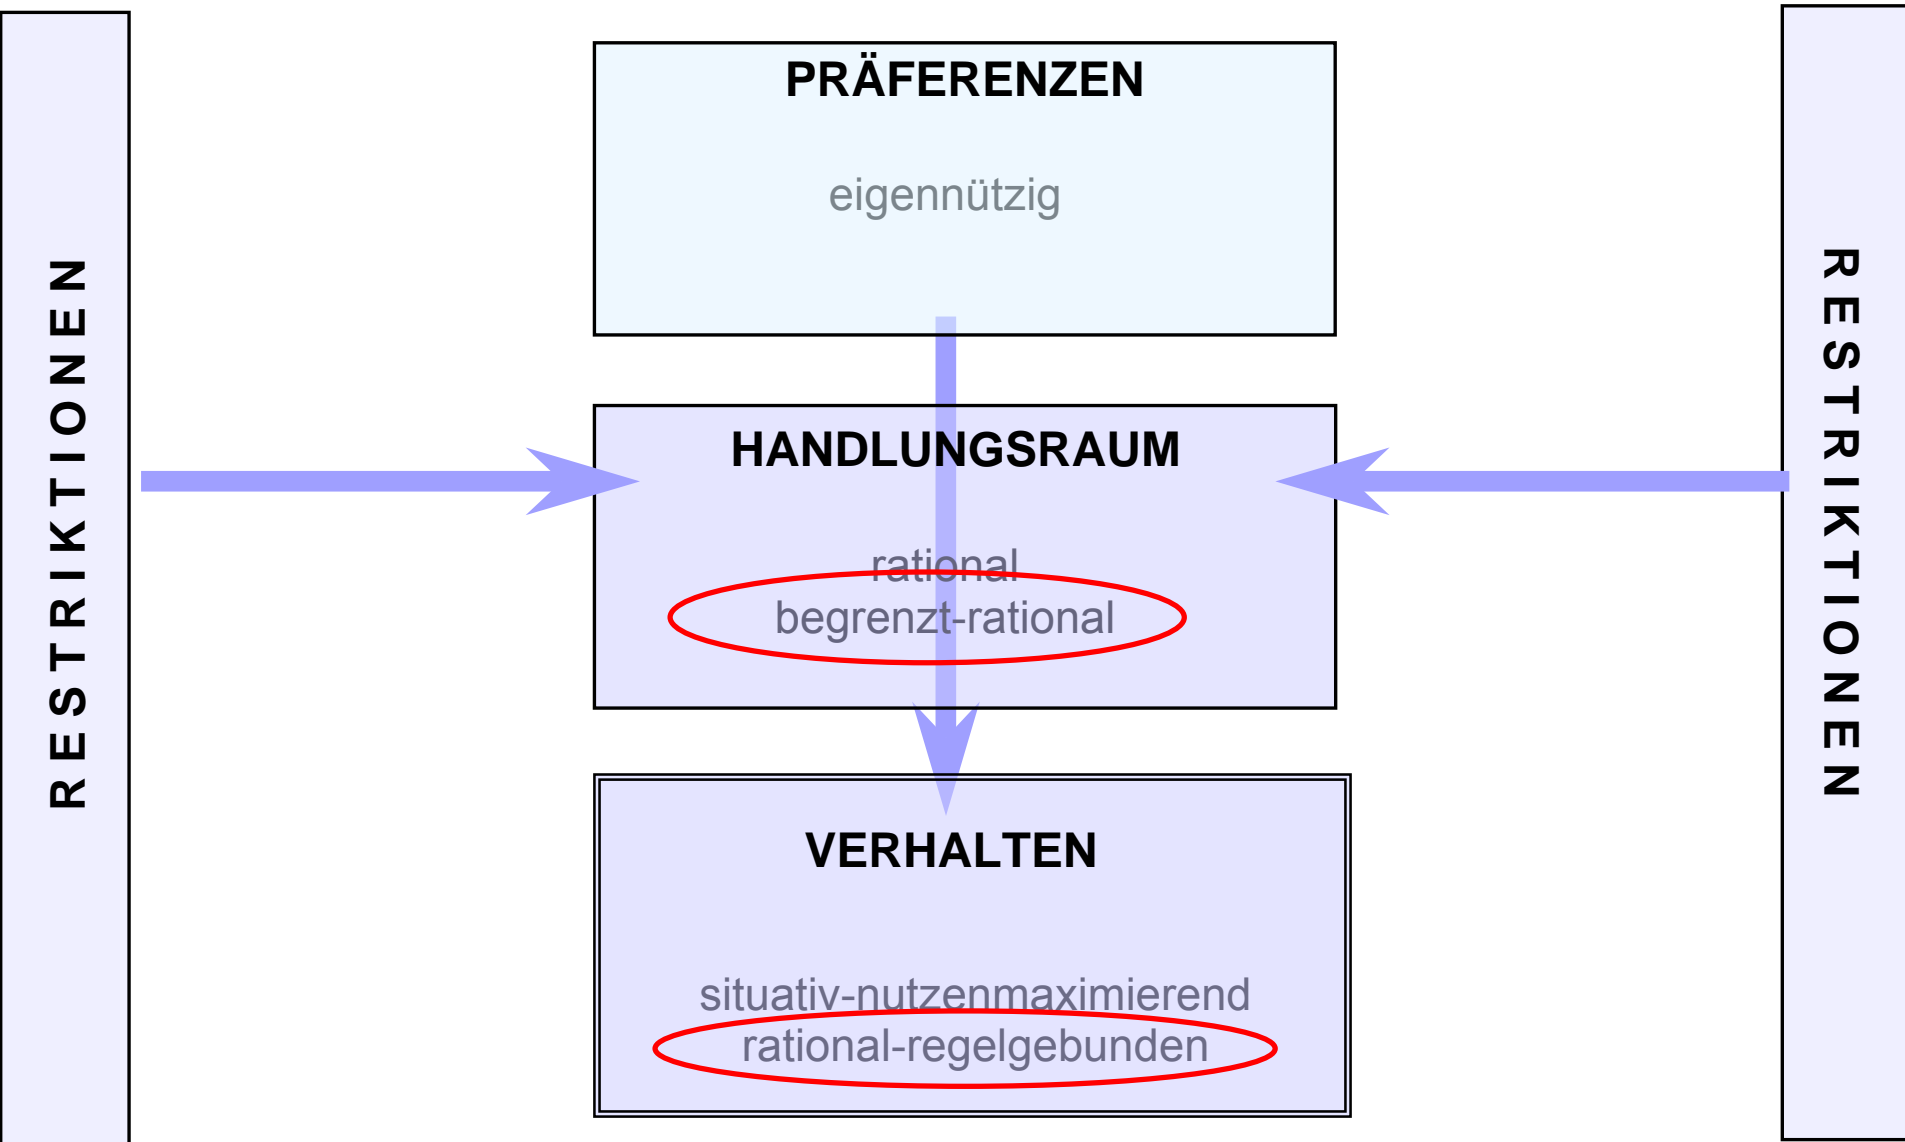 RESTRIKTIONEN
PRÄFERENZEN
eigennützig
HANDLUNGSRAUM
rational
begrenzt-rational
VERHALTEN
situativ-nutzenmaximierend
rational-regelgebunden
RESTRIKTIONEN